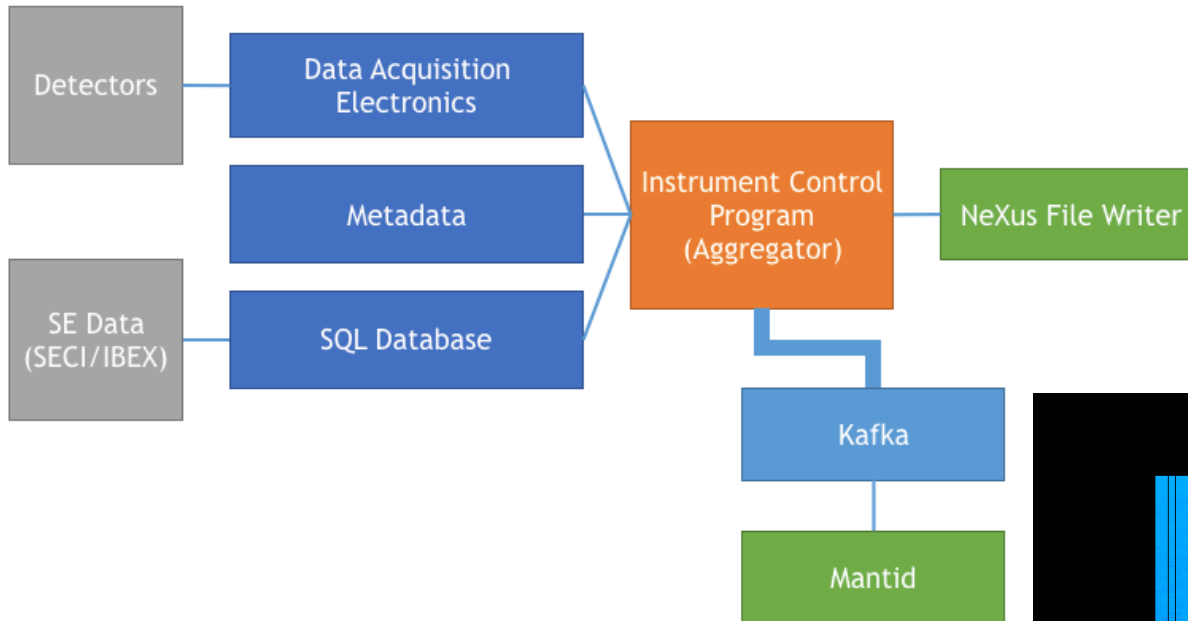 Detectors
Data Acquisition
Electronics
Metadata
SE Data
(SECI/IBEX)
SQL Database
Instrument Control
Program
(Aggregator)
NeXus File Writer
Kafka
Mantid